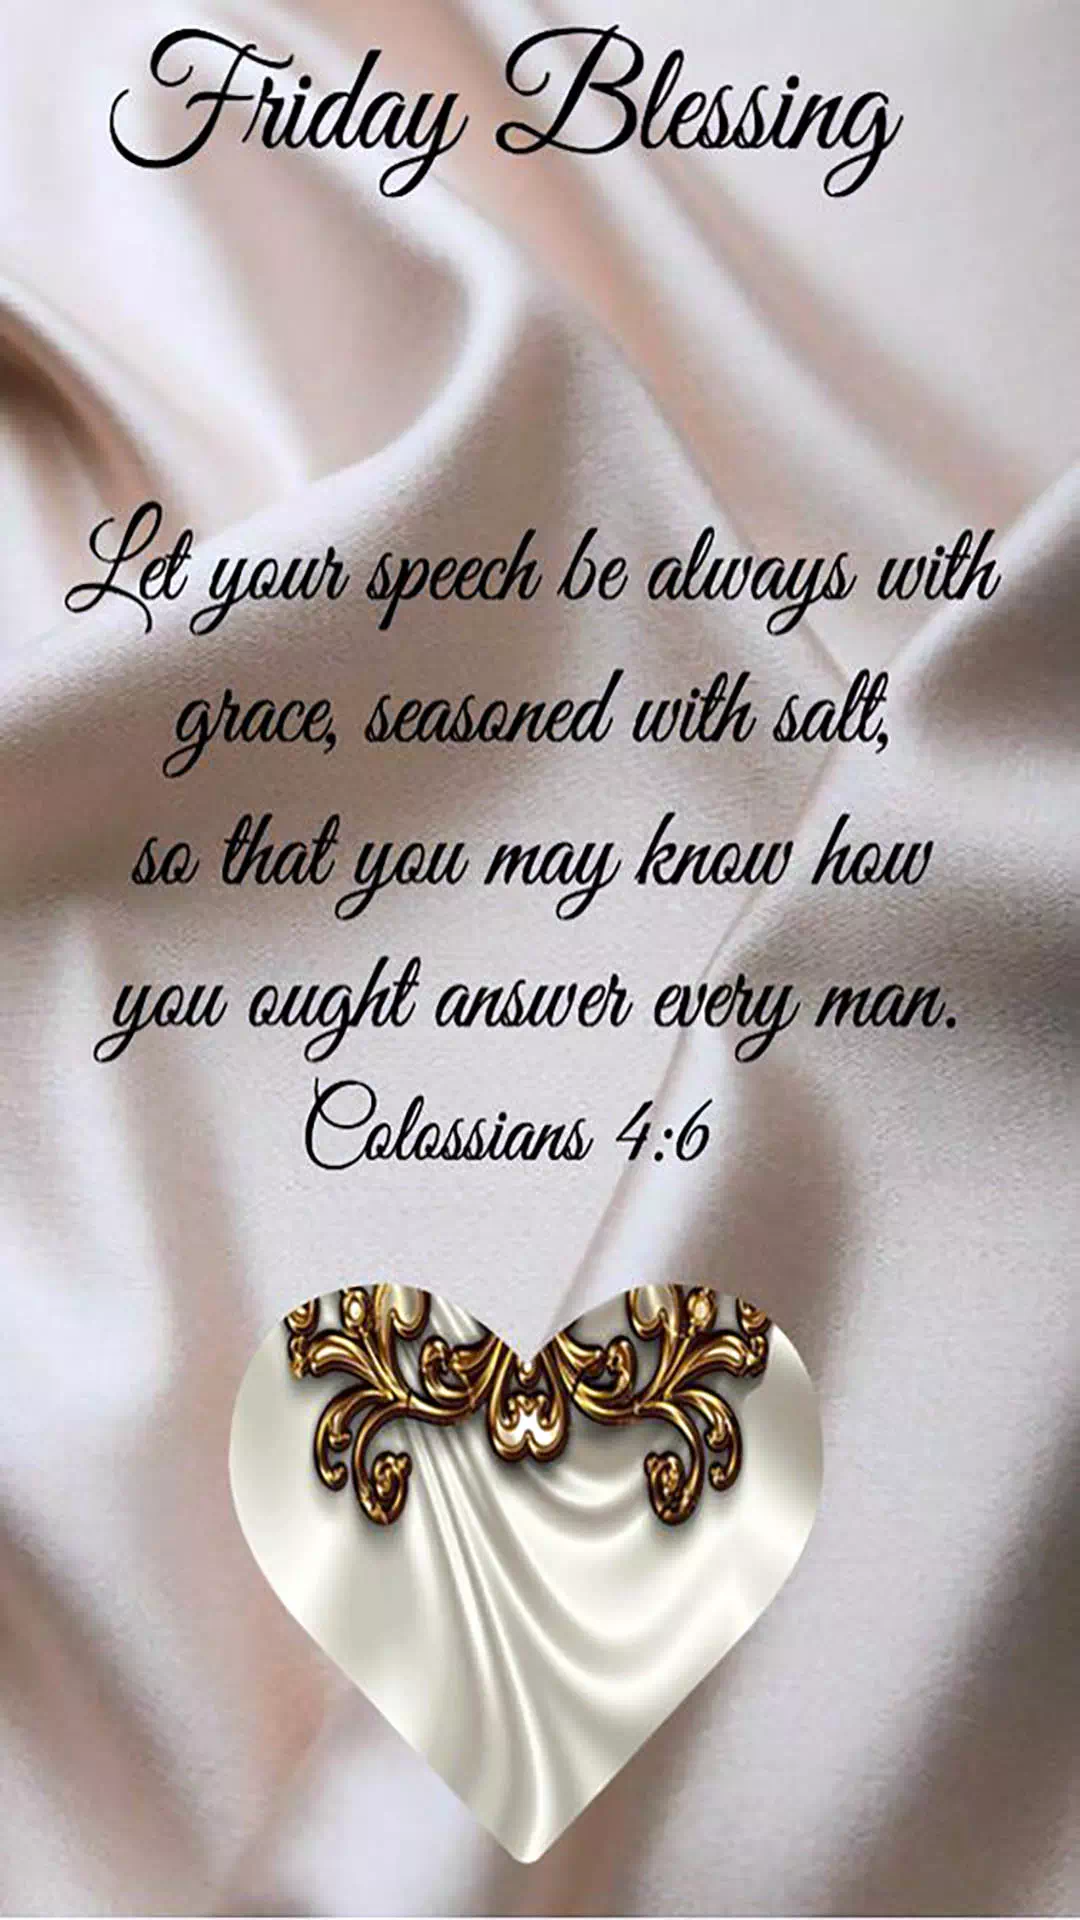 Friday Blessing
Let your speech be always with
grace, seasoned with salt,
so that you may know how
you ought answer every man.
Colossians 4:6